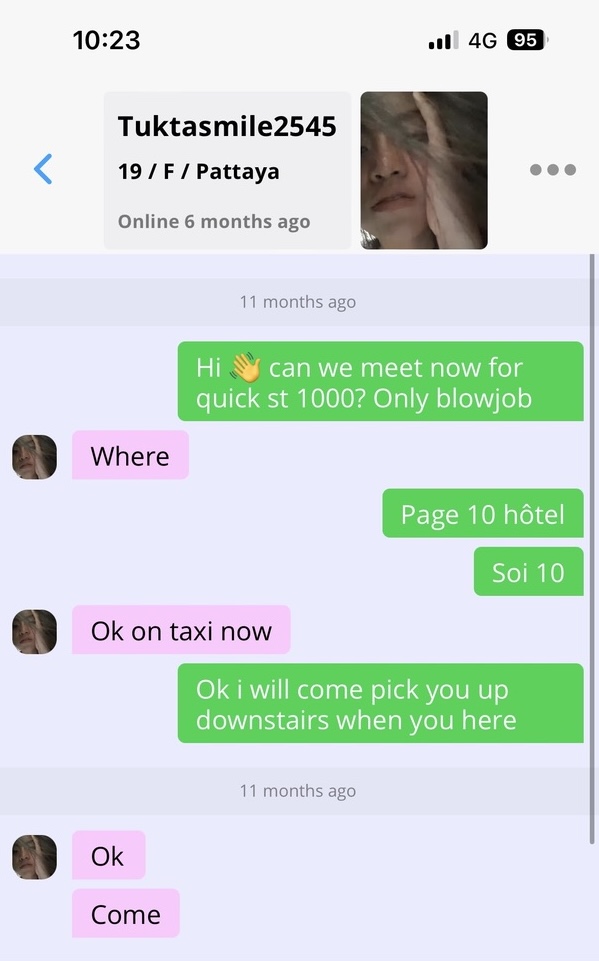 10:23
4G
95
Tuktasmile2545
19 / F / Pattaya
Online 6 months ago
11 months ago
Hi 👋 can we meet now for
quick st 1000? Only blowjob
Where
Page 10 hôtel
Soi 10
Ok on taxi now
Ok i will come pick you up
downstairs when you here
11 months ago
Ok
Come